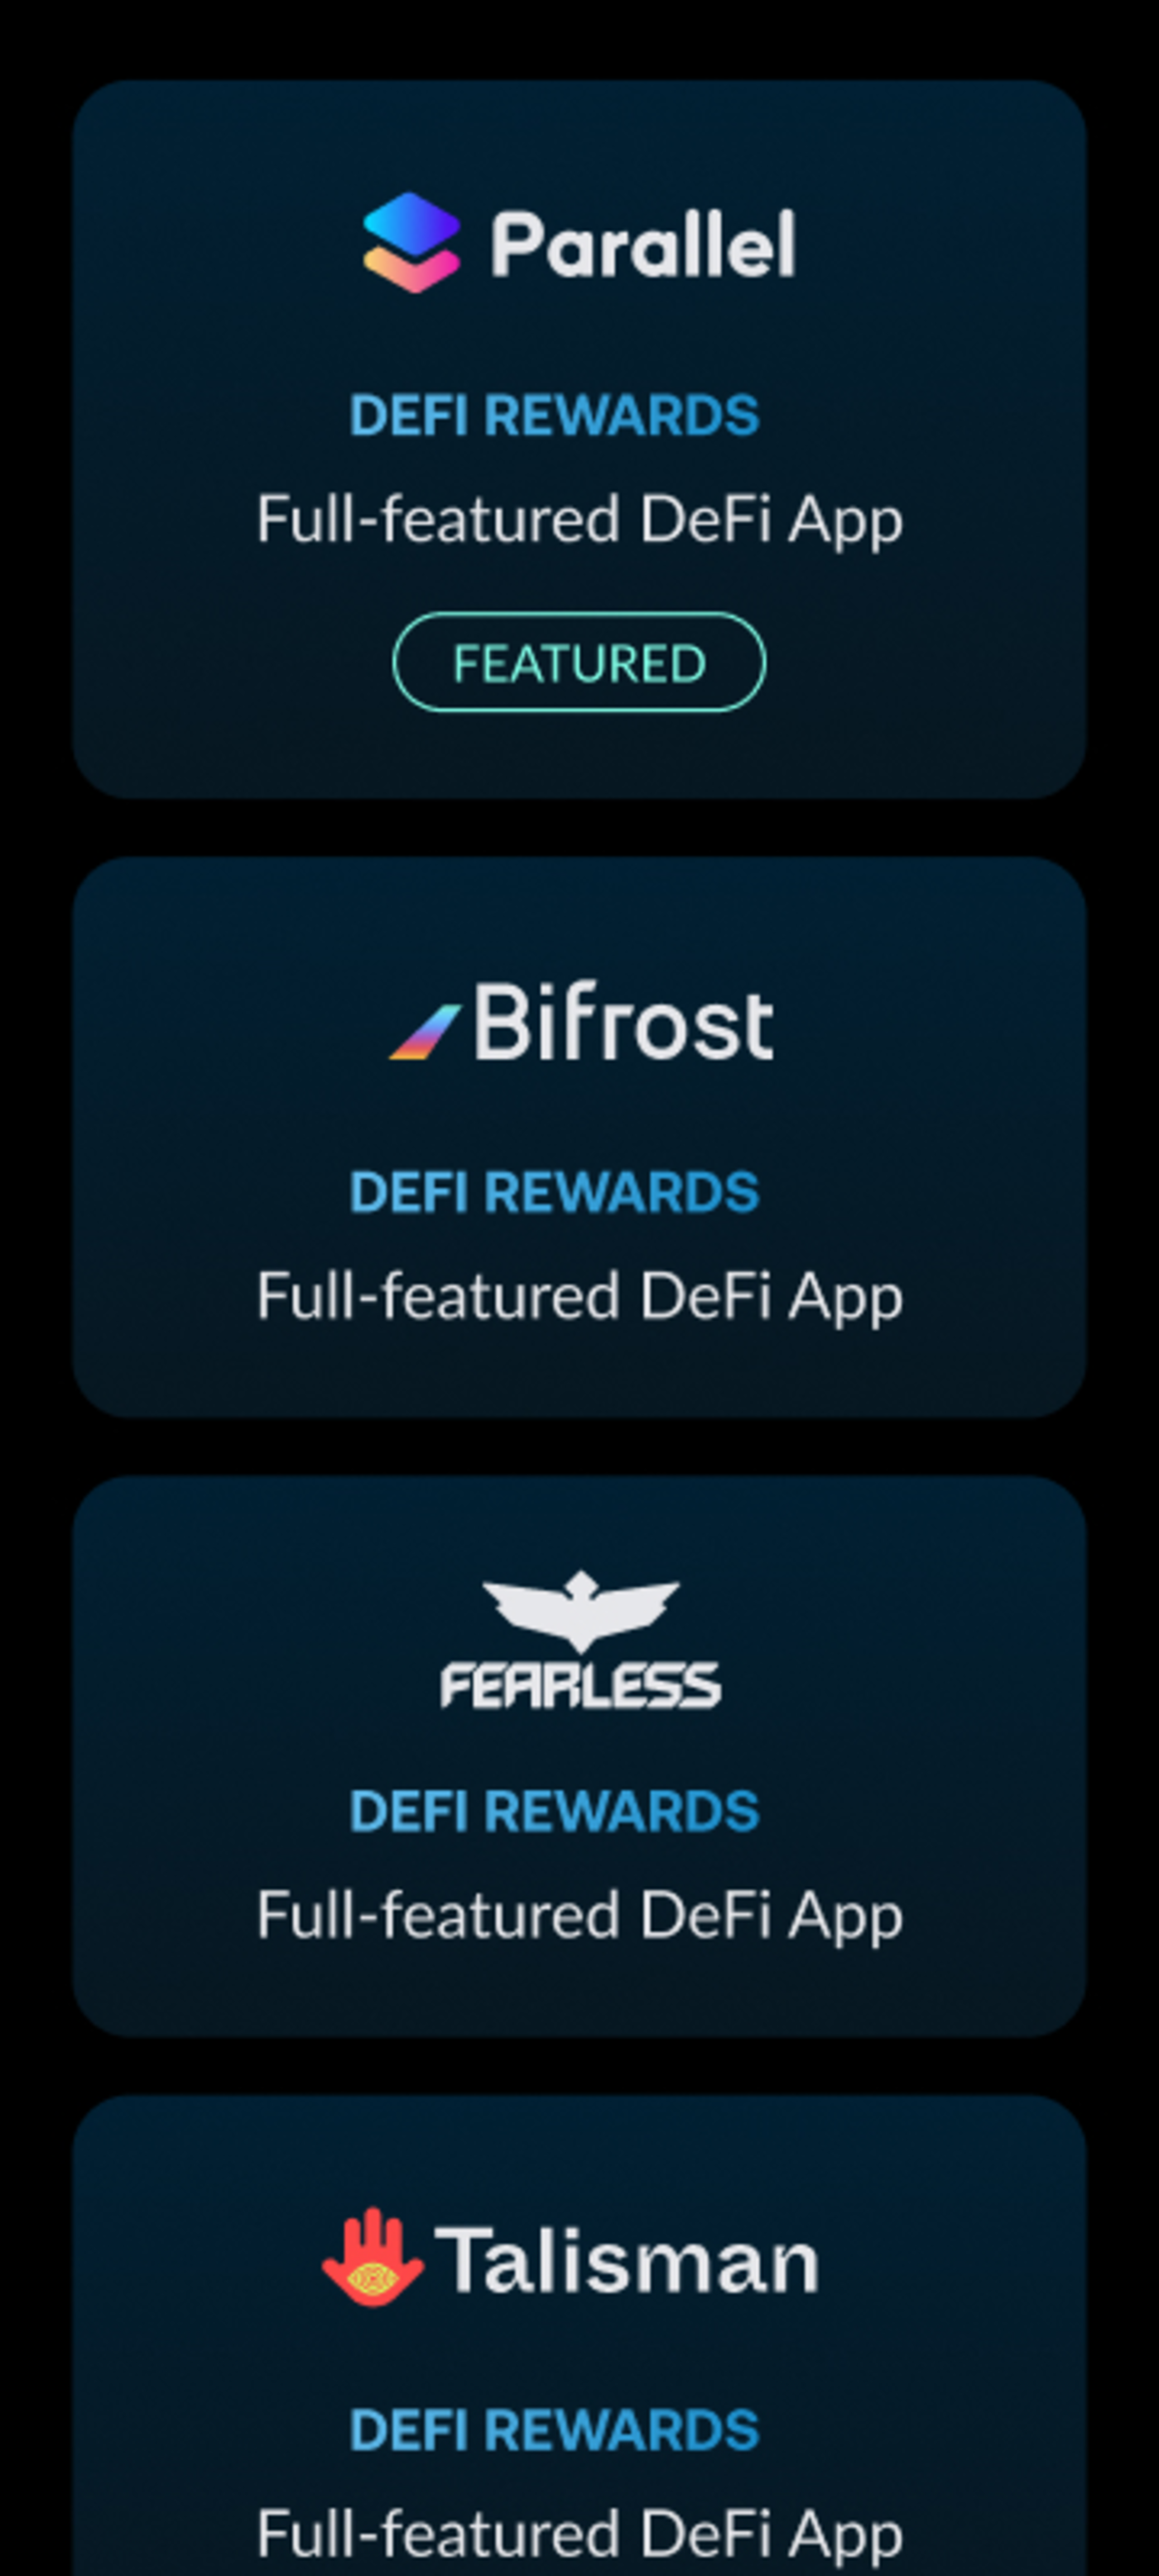 Parallel
DEFI REWARDS
Full-featured DeFi App
FEATURED
Bifrost
DEFI REWARDS
Full-featured DeFi App
FEARLESS
DEFI REWARDS
Full-featured DeFi App
Talisman
DEFI REWARDS
Full-featured DeFi App